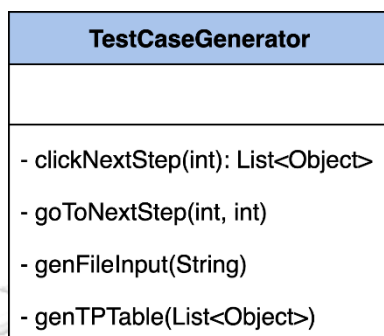 TestCaseGenerator
- clickNextStep(int): List<Object>
- goToNextStep(int, int)
- genFileInput(String)
- genTPTable(List<Object>)